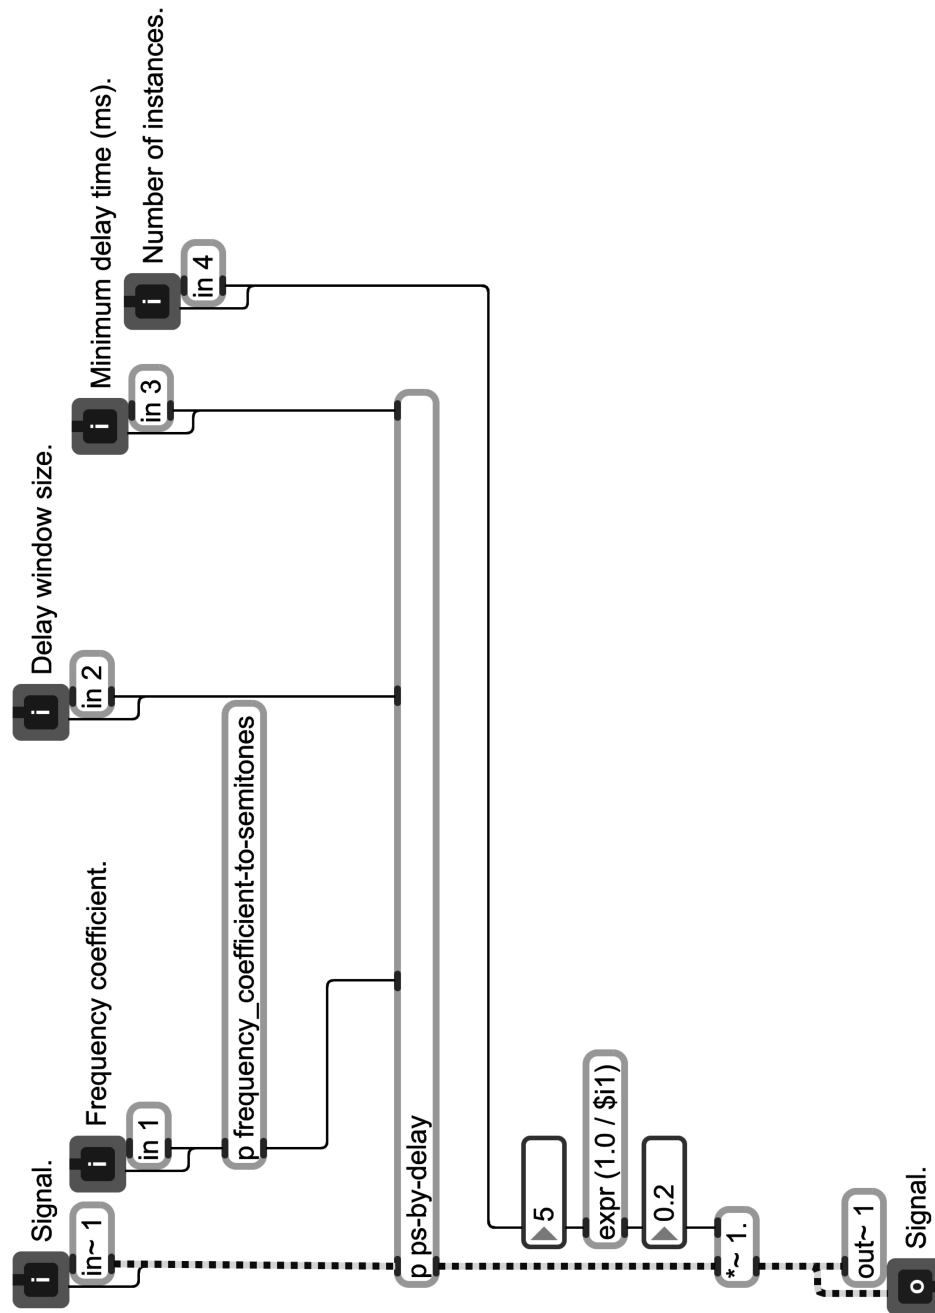 Signal.
i
in~ 1
Frequency coefficient.
i
in 1
Delay window size.
i
in 2
Minimum delay time (ms).
i
in 3
Number of instances.
i
in 4
p frequency_coefficient-to-semitones
p ps-by-delay
5
expr (1.0 / $i1)
0.2
*~ 1.
out~ 1
o
Signal.